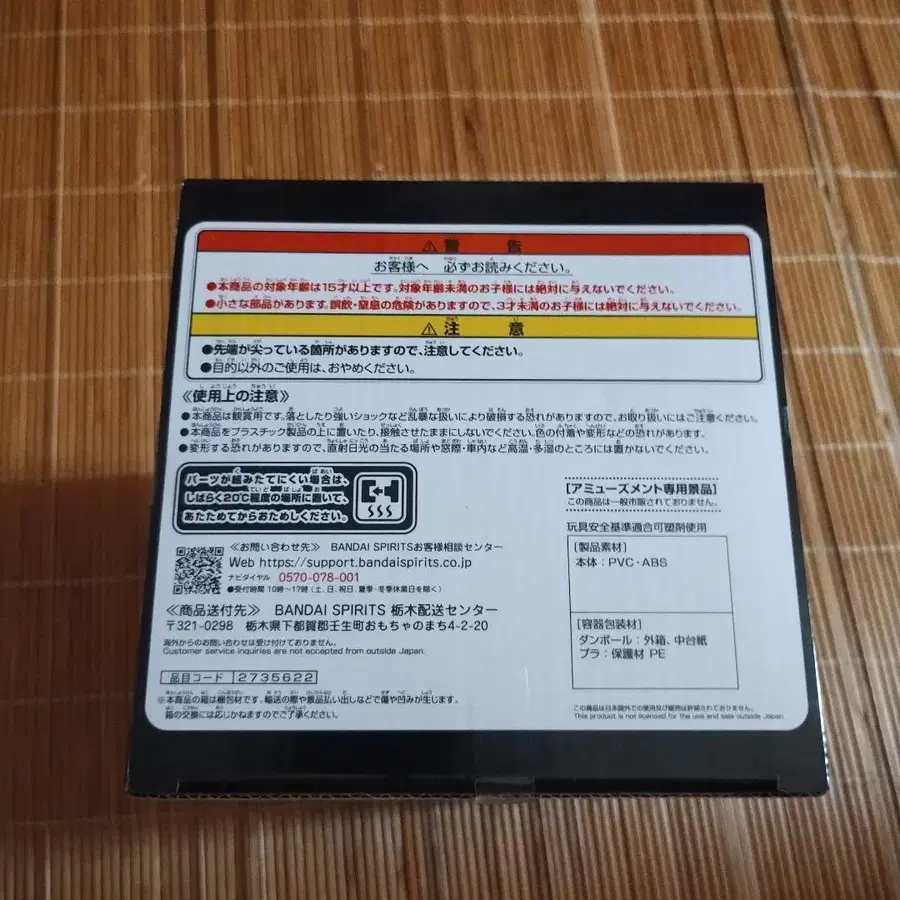 ⚠警告
お客様へ 必ずお読みください。
●本商品の対象年齢は15才以上です。対象年齢未満のお子様には絶対に与えないでください。
●小さな部品があります。誤飲・窒息の危険がありますので、3才未満のお子様には絶対に与えないでください。
⚠注意
●先端が尖っている箇所がありますので、注意してください。
●目的以外のご使用は、おやめください。
《使用上の注意》
●本商品は観賞用です。落としたり強いショックなど乱暴な扱いにより破損する恐れがありますので、お取り扱いにはご注意ください。
●本商品をプラスチック製品の上に置いたり、接触させたままにしないでください。色の付着や変形などの恐れがあります。
●変形する恐れがありますので、直射日光の当たる場所や窓際・車内など高温・多湿のところには置かないでください。
パーツが組みたてにくい場合は、
しばらく20℃程度の場所に置いて、
あたためてからおためしください。
[アミューズメント専用景品]
この商品は一般市販されておりません。
玩具安全基準適合可塑剤使用
[製品素材]
本体：PVC・ABS
[容器包装材]
ダンボール：外箱、中台紙
プラ：保護材 PE
≪お問い合わせ先≫ BANDAI SPIRITSお客様相談センター
Web https://support.bandaispirits.co.jp
ナビダイヤル 0570-078-001
●受付時間 10時〜17時（土、日、祝日、夏季・冬季休業日を除く）
≪商品送付先≫ BANDAI SPIRITS 栃木配送センター
〒321-0298 栃木県下都賀郡壬生町おもちゃのまち4-2-20
海外からのお問い合わせは受け付けておりません。
Customer service inquiries are not accepted from outside Japan.
品目コード 2735622
※本商品の箱は梱包材です。輸送の際や景品払い出しなどで傷や凹みが生じます。
箱の交換には応じかねますのでご了承ください。
この商品は日本国外での使用及び販売は許諾されておりません。
This product is not licensed for the use and sale outside Japan.